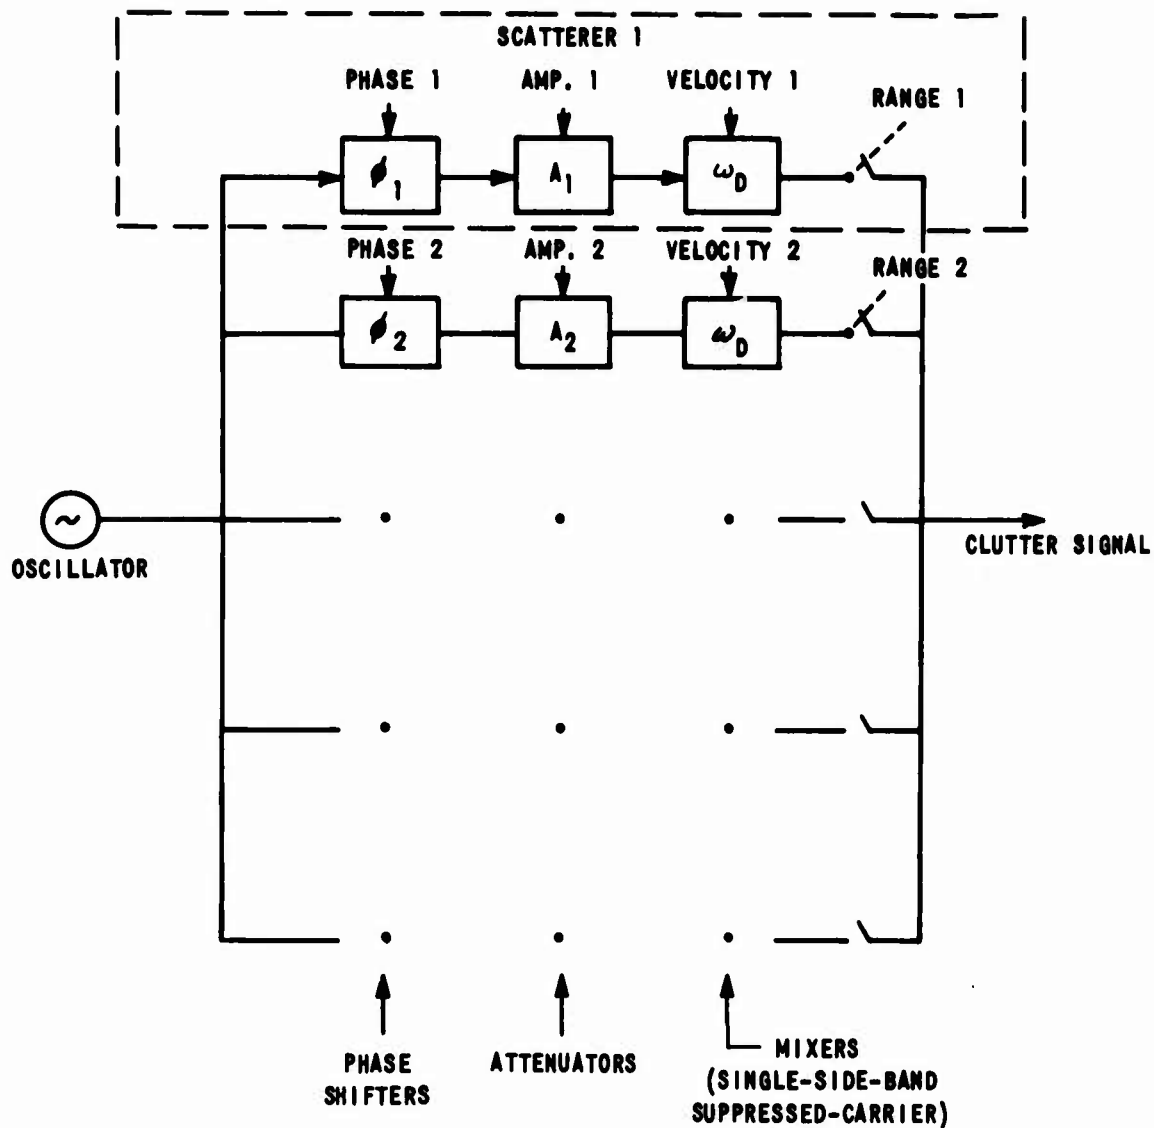 SCATTERER 1
PHASE 1 AMP. 1 VELOCITY 1 RANGE 1
ϕ1 A1 ωD
PHASE 2 AMP. 2 VELOCITY 2 RANGE 2
ϕ2 A2 ωD
~
OSCILLATOR
CLUTTER SIGNAL
PHASE
SHIFTERS
ATTENUATORS
MIXERS
(SINGLE-SIDE-BAND
SUPPRESSED-CARRIER)